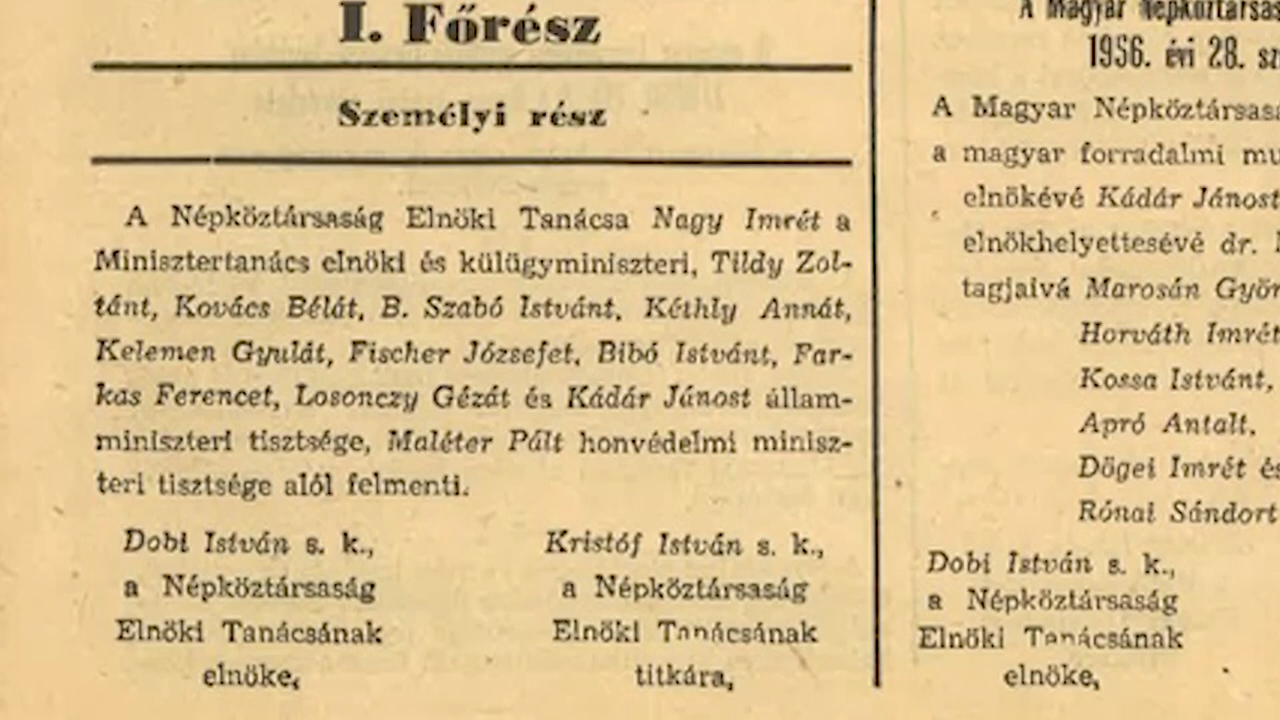 I. Főrész
Személyi rész
A Népköztársaság Elnöki Tanácsa Nagy Imrét a
Minisztertanács elnöki és külügyminiszteri, Tildy Zol-
tánt, Kovács Bélát, B. Szabó Istvánt, Kéthly Annát,
Kelemen Gyulát, Fischer Józsefet, Bibó Istvánt, Far-
kas Ferencet, Losonczy Gézát és Kádár Jánost állam-
miniszteri tisztsége, Maléter Pált honvédelmi minisz-
teri tisztsége alól felmenti.
Dobi István s. k.,
a Népköztársaság
Elnöki Tanácsának
elnöke,
Kristóf István s. k.,
a Népköztársaság
Elnöki Tanácsának
titkára,
A Magyar Népköztársas
1956. évi 28. sz
A Magyar Népköztársasá
a magyar forradalmi mu
elnökévé Kádár Jánost
elnökhelyettesévé dr.
tagjaivá Marosán Györ
Horváth Imrét
Kossa Istvánt,
Apró Antalt,
Dögei Imrét és
Rónai Sándort
Dobi István s. k.,
a Népköztársaság
Elnöki Tanácsának
elnöke,